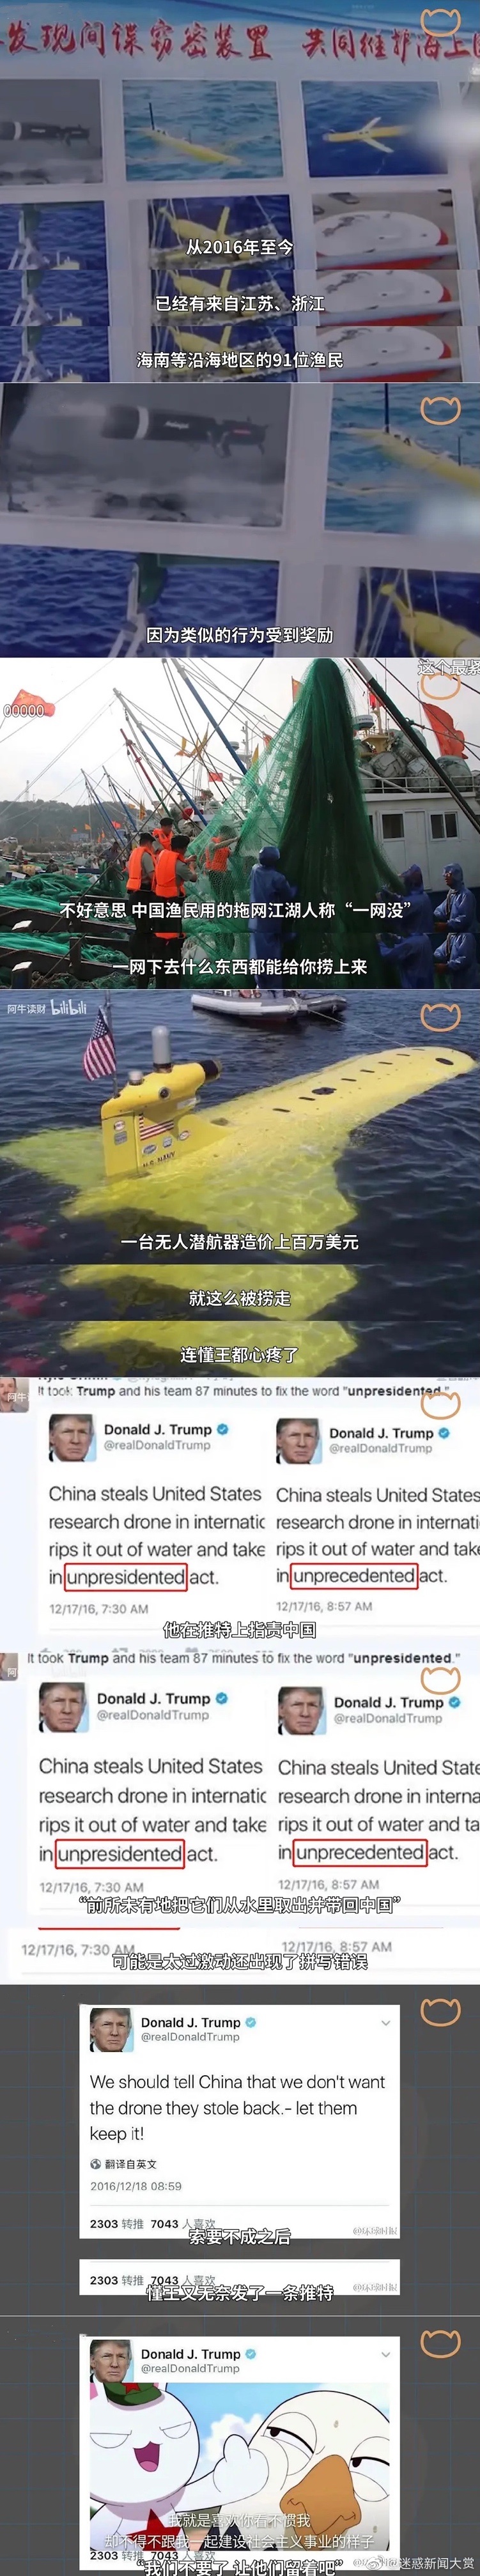 发现间谍窃密装置 共同维护海上
从2016年至今
已经有来自江苏、浙江
海南等沿海地区的91位渔民
因为类似的行为受到奖励
这个最紧
00000
不好意思 中国渔民用的拖网江湖人称“一网没”
一网下去什么东西都能给你捞上来
阿牛读财 bilibili
U.S. NAVY
一台无人潜航器造价上百万美元
就这么被捞走
连懂王都心疼了
It took Trump and his team 87 minutes to fix the word "unpresidented."
阿牛
Donald J. Trump
@realDonaldTrump
China steals United States
research drone in internatic
rips it out of water and take
in unpresidented act.
12/17/16, 7:30 AM
Donald J. Trump
@realDonaldTrump
China steals United States
research drone in internati
rips it out of water and take
in unprecedented act.
12/17/16, 8:57 AM
他在推特上指责中国
It took Trump and his team 87 minutes to fix the word "unpresidented."
阿
Donald J. Trump
@realDonaldTrump
China steals United States
research drone in internatic
rips it out of water and take
in unpresidented act.
12/17/16, 7:30 AM
Donald J. Trump
@realDonaldTrump
China steals United State
research drone in interna
rips it out of water and ta
in unprecedented act.
12/17/16, 8:57 AM
“前所未有地把它们从水里取出并带回中国”
12/17/16, 7:30 AM
12/17/16, 8:57 AM
可能是太过激动还出现了拼写错误
Donald J. Trump
@realDonaldTrump
We should tell China that we don't want
the drone they stole back.- let them
keep it!
翻译自英文
2016/12/18 08:59
2303 转推 7043 人喜欢
@环球时报
索要不成之后
2303 转推 7043 人喜欢
@环球时报
懂王又无奈发了一条推特
Donald J. Trump
@realDonaldTrump
我就是喜欢你看不惯我
却不得不跟我一起建设社会主义事业的样子
2303 转推 7043 人喜欢
“我们不要了 让他们留着吧”
@迷惑新闻大赏